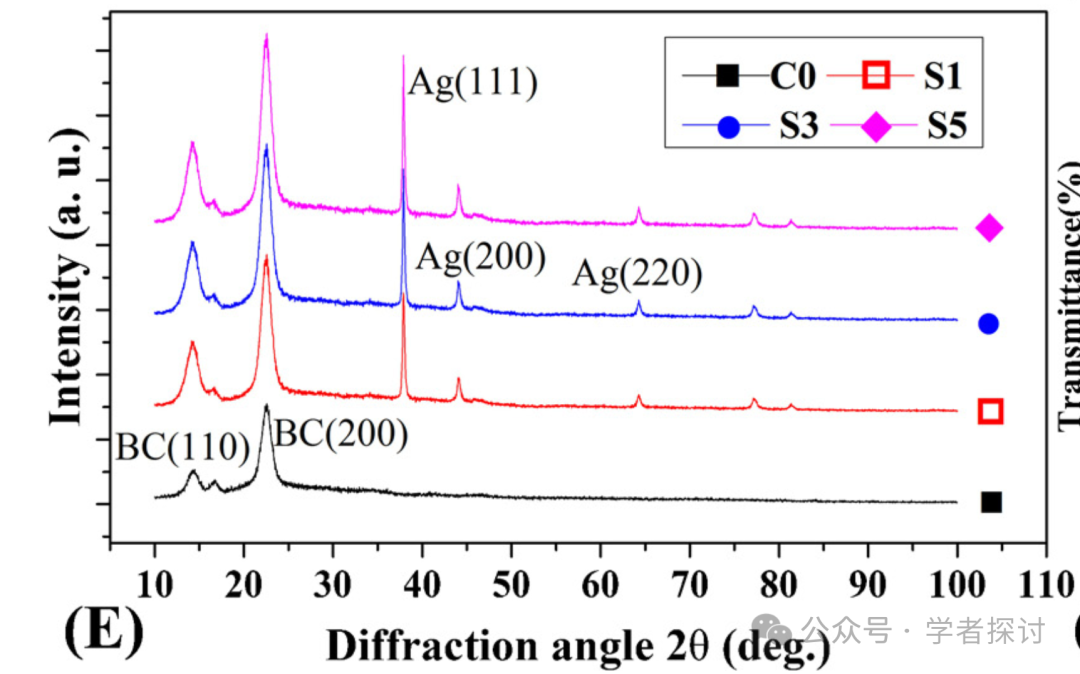 Intensity (a. u.)
C0 S1
S3 S5
Ag(111)
Ag(200)
Ag(220)
BC(110)
BC(200)
10 20 30 40 50 60 70 80 90 100 110
Diffraction angle 2θ (deg.)
(E)
Transmittance(%)
公众号 · 学者探讨